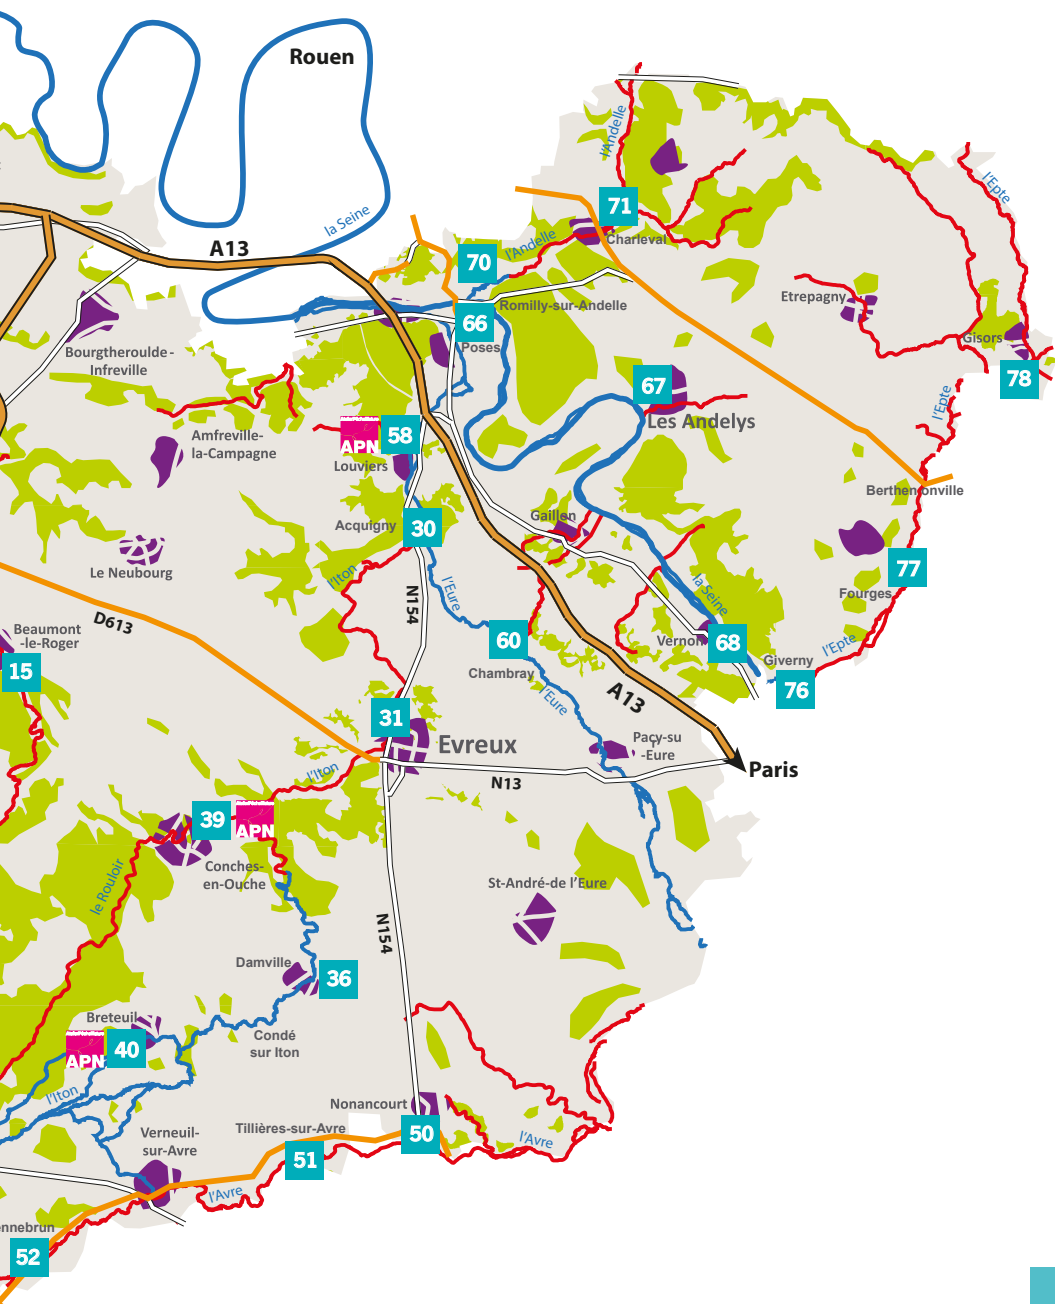 Rouen
l'Andelle
l'Epte
71
la Seine
A13
l'Andelle
Charleval
70
Etrepagny
Romilly-sur-Andelle
66
Poses
Gisors
Bourgtheroulde-
Infreville
78
67
l'Epte
Les Andelys
APN
58
Amfreville-
la-Campagne
Louviers
Berthenonville
Gaillon
Acquigny
30
Le Neubourg
77
l'Iton
l'Eure
N154
la Seine
Fourges
D613
Beaumont
-le-Roger
60
Vernon
68
l'Epte
15
Chambray
Giverny
76
l'Eure
A13
31
Evreux
Pacy-su
r
-Eure
Paris
l'Iton
N13
39
APN
Conches-
en-Ouche
le Rouloir
St-André-de l'Eure
N154
Damville
36
Breteuil
APN
40
Condé
sur Iton
l'Iton
Nonancourt
Tillières-sur-Avre
50
Verneuil-
sur-Avre
l'Avre
51
l'Avre
ennebrun
52